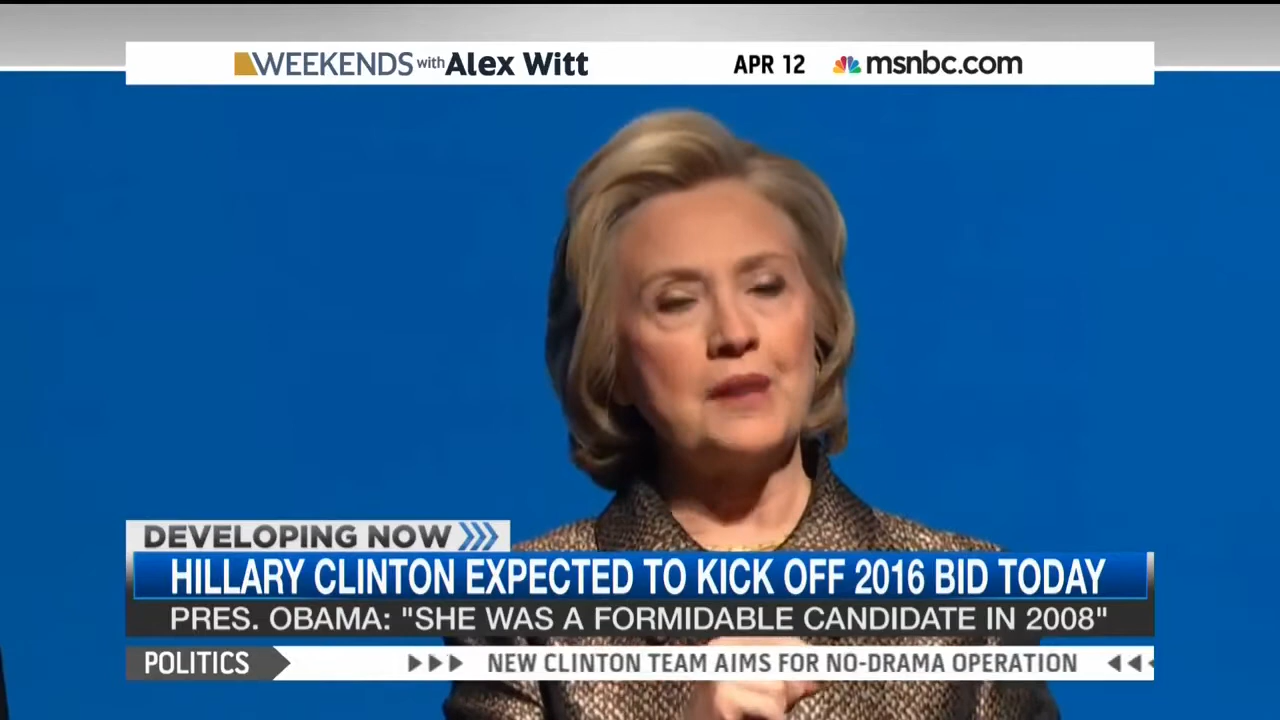 WEEKENDS with Alex Witt APR 12 msnbc.com
DEVELOPING NOW
HILLARY CLINTON EXPECTED TO KICK OFF 2016 BID TODAY
PRES. OBAMA: "SHE WAS A FORMIDABLE CANDIDATE IN 2008"
POLITICS NEW CLINTON TEAM AIMS FOR NO-DRAMA OPERATION